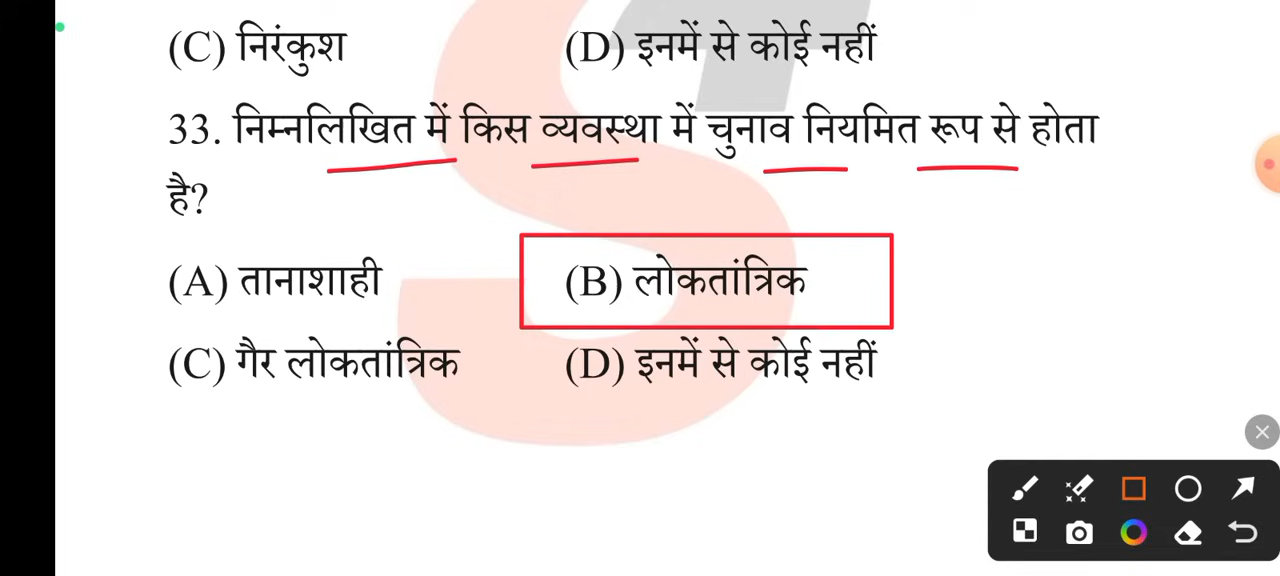 (C) निरंकुश (D) इनमें से कोई नहीं
33. निम्नलिखित में किस व्यवस्था में चुनाव नियमित रूप से होता
है?
(A) तानाशाही (B) लोकतांत्रिक
(C) गैर लोकतांत्रिक (D) इनमें से कोई नहीं